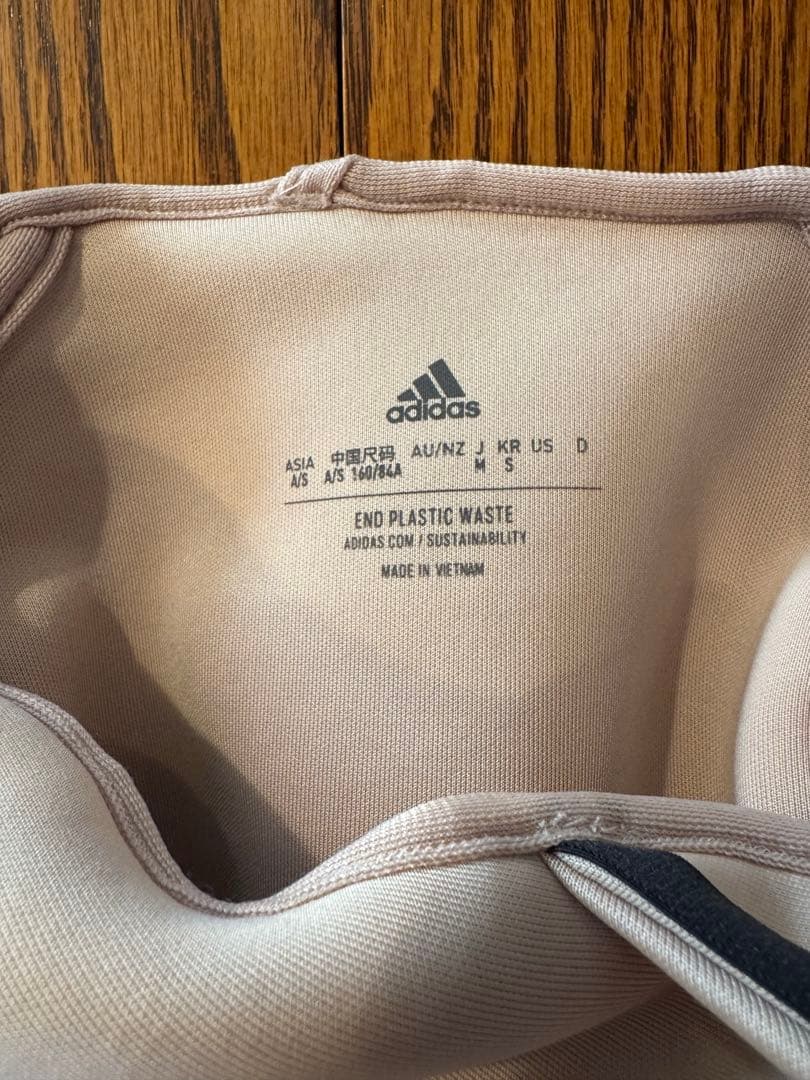 adidas
ASIA 中国尺码 AU/NZ J KR US D
A/S A/S 160/84A M S
END PLASTIC WASTE
ADIDAS.COM / SUSTAINABILITY
MADE IN VIETNAM